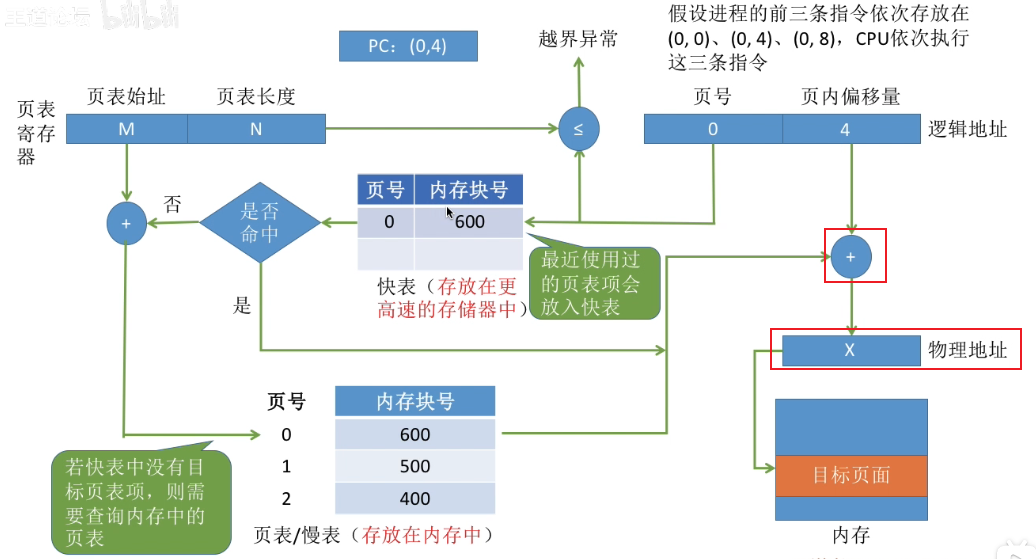 王道论坛 bilibili
PC：(0,4)
越界异常
假设进程的前三条指令依次存放在
(0, 0)、(0, 4)、(0, 8)，CPU依次执行
这三条指令
页表
寄存
器
页表始址 页表长度
M N
≤
页号 页内偏移量
0 4 逻辑地址
页号 内存块号
0 600
否
是否
命中
+
+
是
快表（存放在更
高速的存储器中）
最近使用过
的页表项会
放入快表
X 物理地址
页号 内存块号
0 600
1 500
2 400
页表/慢表（存放在内存中）
若快表中没有目
标页表项，则需
要查询内存中的
页表
目标页面
内存